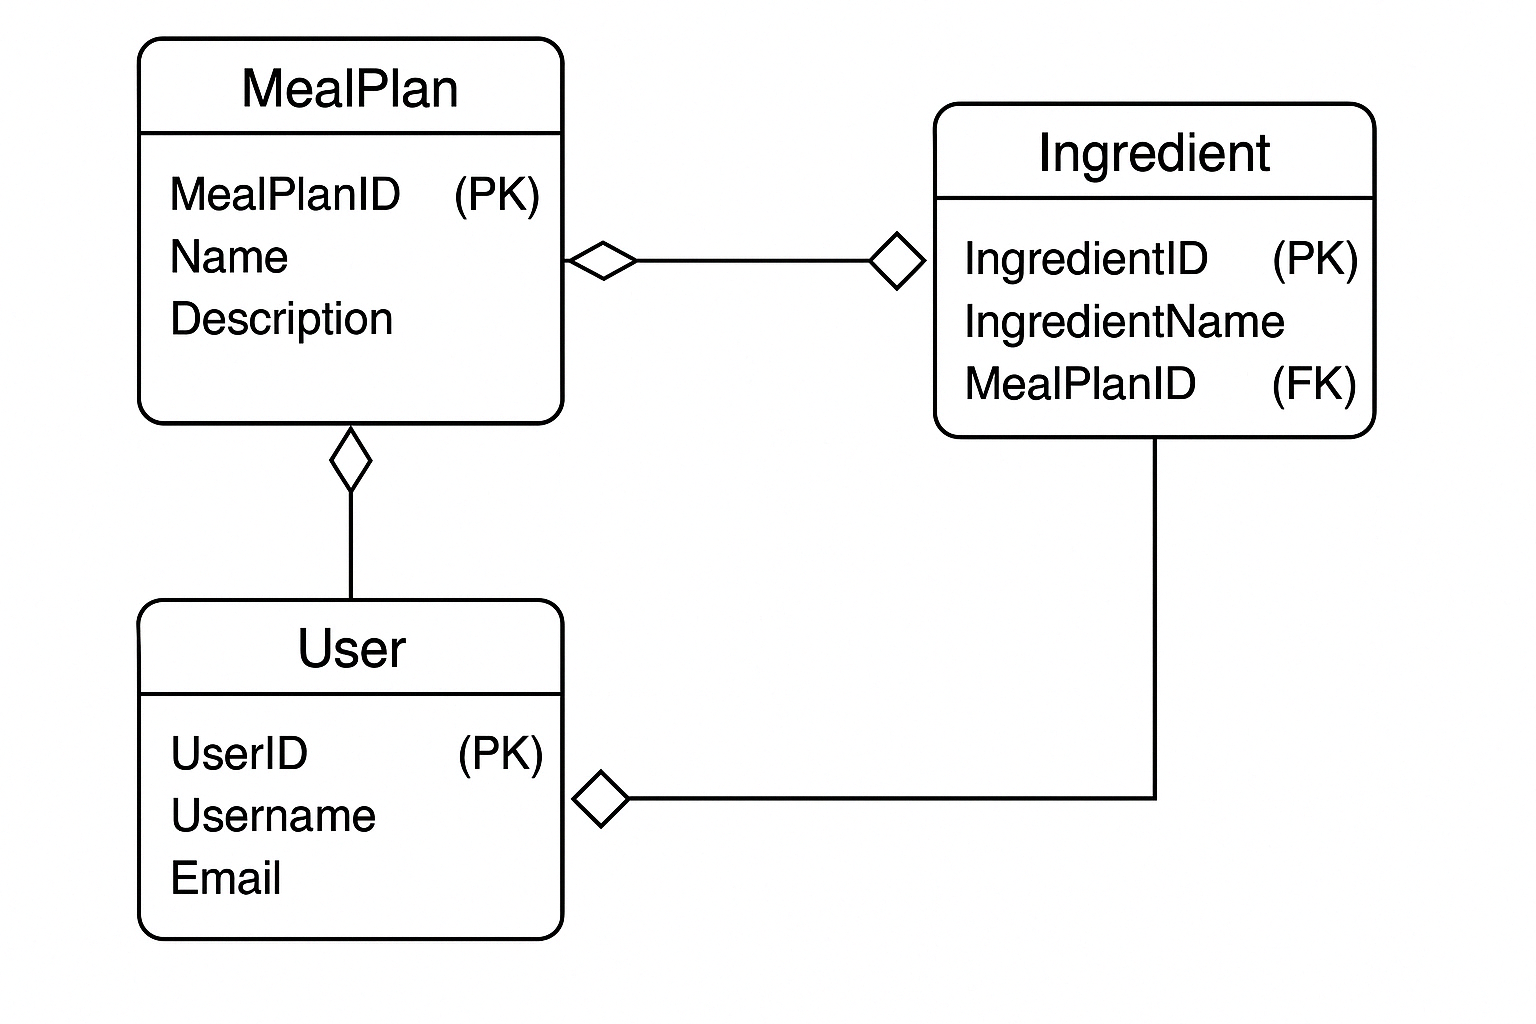 MealPlan
MealPlanID (PK)
Name
Description
Ingredient
IngredientID (PK)
IngredientName
MealPlanID (FK)
User
UserID (PK)
Username
Email